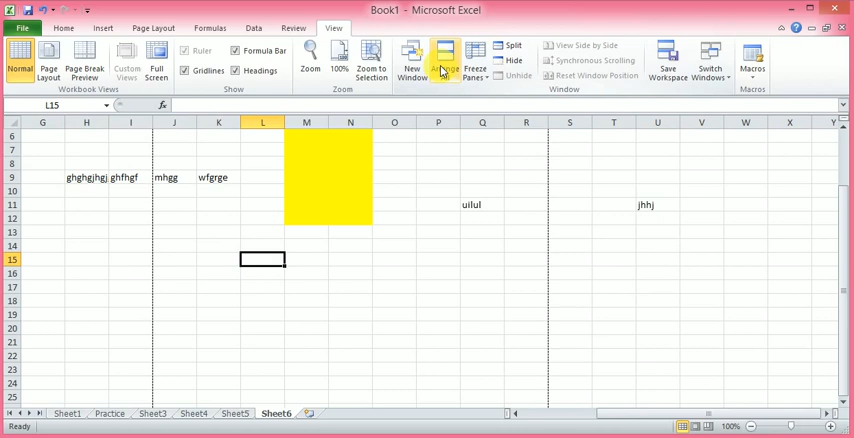 Book1 - Microsoft Excel
File Home Insert Page Layout Formulas Data Review View
Normal Page Layout Page Break Preview Custom Views Full Screen
Workbook Views
Ruler Formula Bar
Gridlines Headings
Show
Zoom 100% Zoom to Selection
Zoom
New Window Arrange All Freeze Panes
Split
Hide
Unhide
View Side by Side
Synchronous Scrolling
Reset Window Position
Window
Save Workspace Switch Windows
Macros
Macros
L15 fx
G H I J K L M N O P Q R S T U V W X Y
6
7
8
9 ghghgjhgj ghfhgf mhgg wfgrge
10
11 uilul jhhj
12
13
14
15
16
17
18
19
20
21
22
23
24
25
Sheet1 Practice Sheet3 Sheet4 Sheet5 Sheet6
Ready 100%